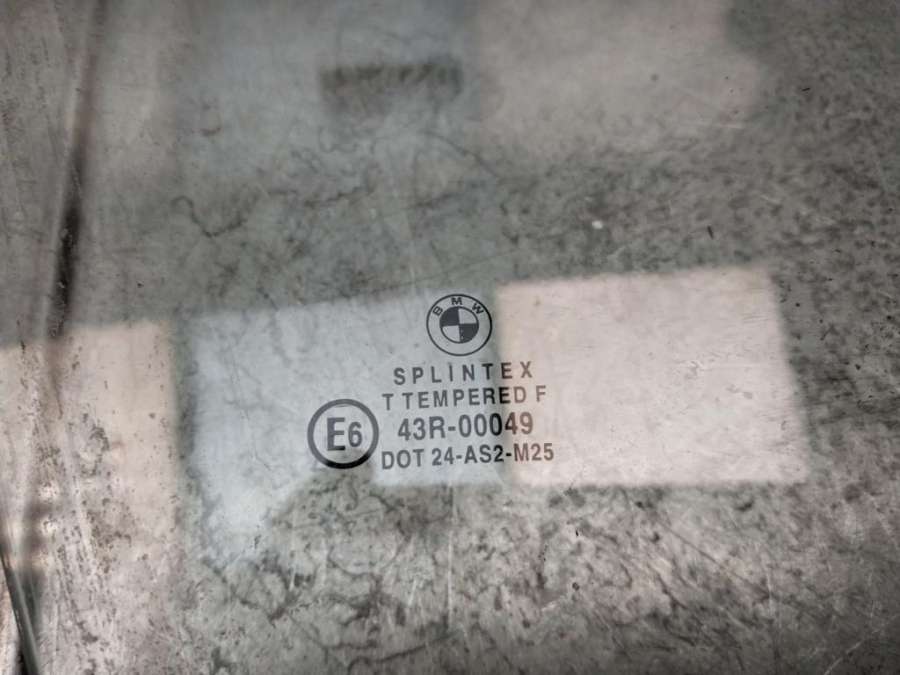 BMW
SPLINTEX
T TEMPERED F
E6
43R-00049
DOT 24-AS2-M25